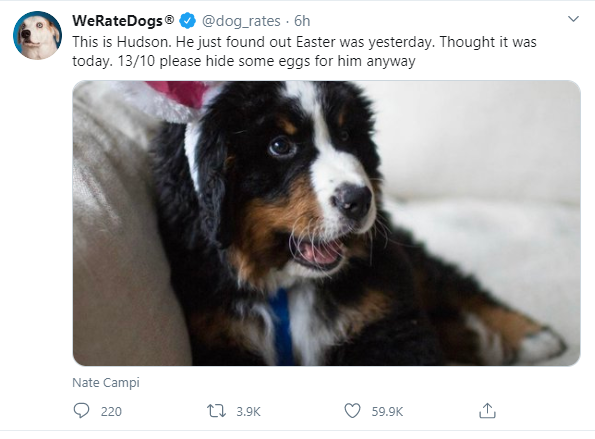 WeRateDogs® @dog_rates · 6h
This is Hudson. He just found out Easter was yesterday. Thought it was
today. 13/10 please hide some eggs for him anyway
Nate Campi
220 3.9K 59.9K